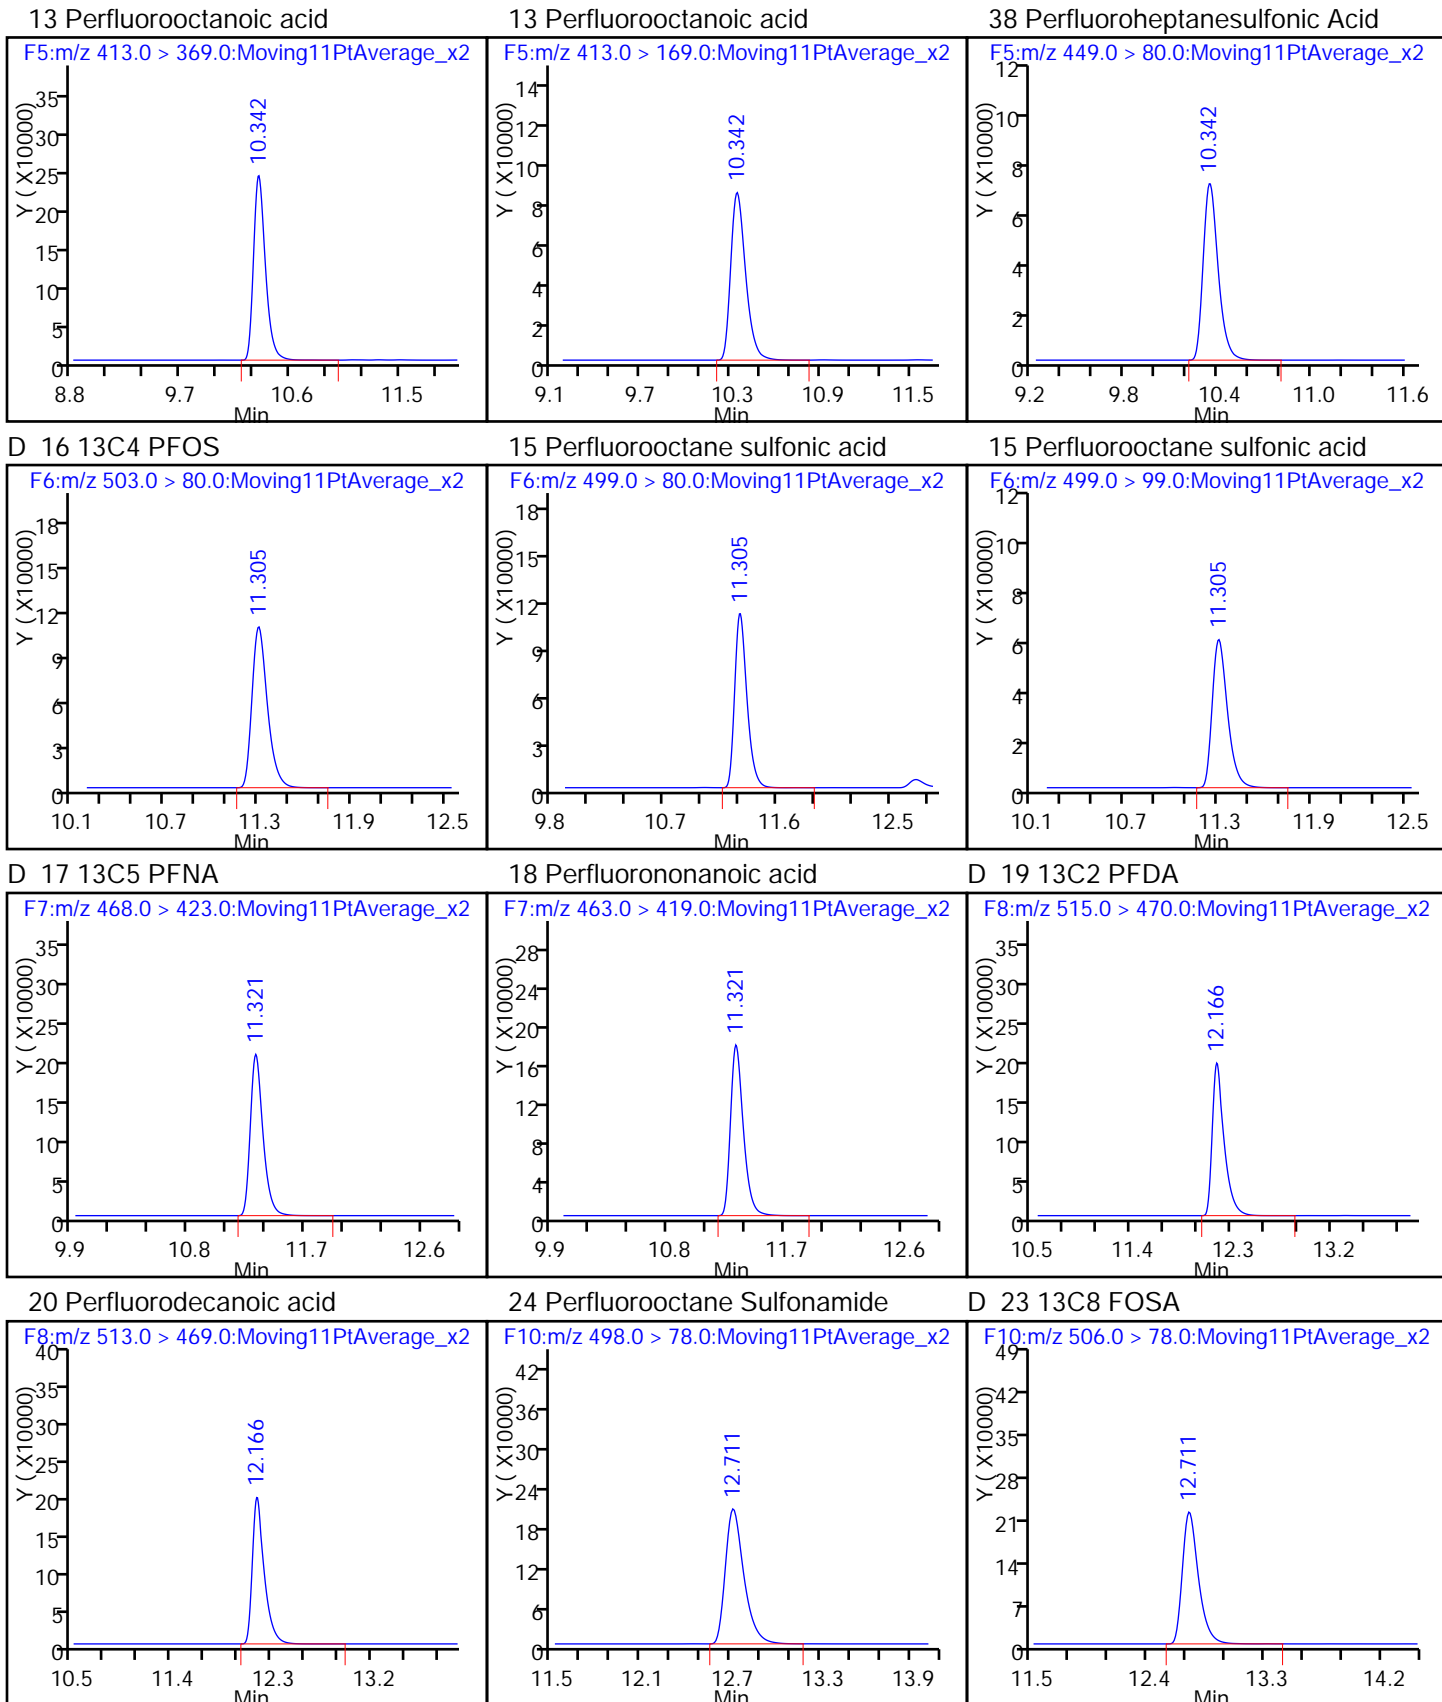 13 Perfluorooctanoic acid
F5:m/z 413.0 > 369.0:Moving11PtAverage_x2
Y ( X10000)
35
30
25
20
15
10
5
0
10.342
8.8 9.7 10.6 11.5
Min
13 Perfluorooctanoic acid
F5:m/z 413.0 > 169.0:Moving11PtAverage_x2
Y ( X10000)
14
12
10
8
6
4
2
0
10.342
9.1 9.7 10.3 10.9 11.5
Min
38 Perfluoroheptanesulfonic Acid
F5:m/z 449.0 > 80.0:Moving11PtAverage_x2
Y ( X10000)
12
10
8
6
4
2
0
10.342
9.2 9.8 10.4 11.0 11.6
Min
D 16 13C4 PFOS
F6:m/z 503.0 > 80.0:Moving11PtAverage_x2
Y ( X10000)
18
15
12
9
6
3
0
11.305
10.1 10.7 11.3 11.9 12.5
Min
15 Perfluorooctane sulfonic acid
F6:m/z 499.0 > 80.0:Moving11PtAverage_x2
Y ( X10000)
18
15
12
9
6
3
0
11.305
9.8 10.7 11.6 12.5
Min
15 Perfluorooctane sulfonic acid
F6:m/z 499.0 > 99.0:Moving11PtAverage_x2
Y ( X10000)
12
10
8
6
4
2
0
11.305
10.1 10.7 11.3 11.9 12.5
Min
D 17 13C5 PFNA
F7:m/z 468.0 > 423.0:Moving11PtAverage_x2
Y ( X10000)
35
30
25
20
15
10
5
0
11.321
9.9 10.8 11.7 12.6
Min
18 Perfluorononanoic acid
F7:m/z 463.0 > 419.0:Moving11PtAverage_x2
Y ( X10000)
28
24
20
16
12
8
4
0
11.321
9.9 10.8 11.7 12.6
Min
D 19 13C2 PFDA
F8:m/z 515.0 > 470.0:Moving11PtAverage_x2
Y ( X10000)
35
30
25
20
15
10
5
0
12.166
10.5 11.4 12.3 13.2
Min
20 Perfluorodecanoic acid
F8:m/z 513.0 > 469.0:Moving11PtAverage_x2
Y ( X10000)
40
35
30
25
20
15
10
5
0
12.166
10.5 11.4 12.3 13.2
Min
24 Perfluorooctane Sulfonamide
F10:m/z 498.0 > 78.0:Moving11PtAverage_x2
Y ( X10000)
42
36
30
24
18
12
6
0
12.711
11.5 12.1 12.7 13.3 13.9
Min
D 23 13C8 FOSA
F10:m/z 506.0 > 78.0:Moving11PtAverage_x2
Y ( X10000)
49
42
35
28
21
14
7
0
12.711
11.5 12.4 13.3 14.2
Min